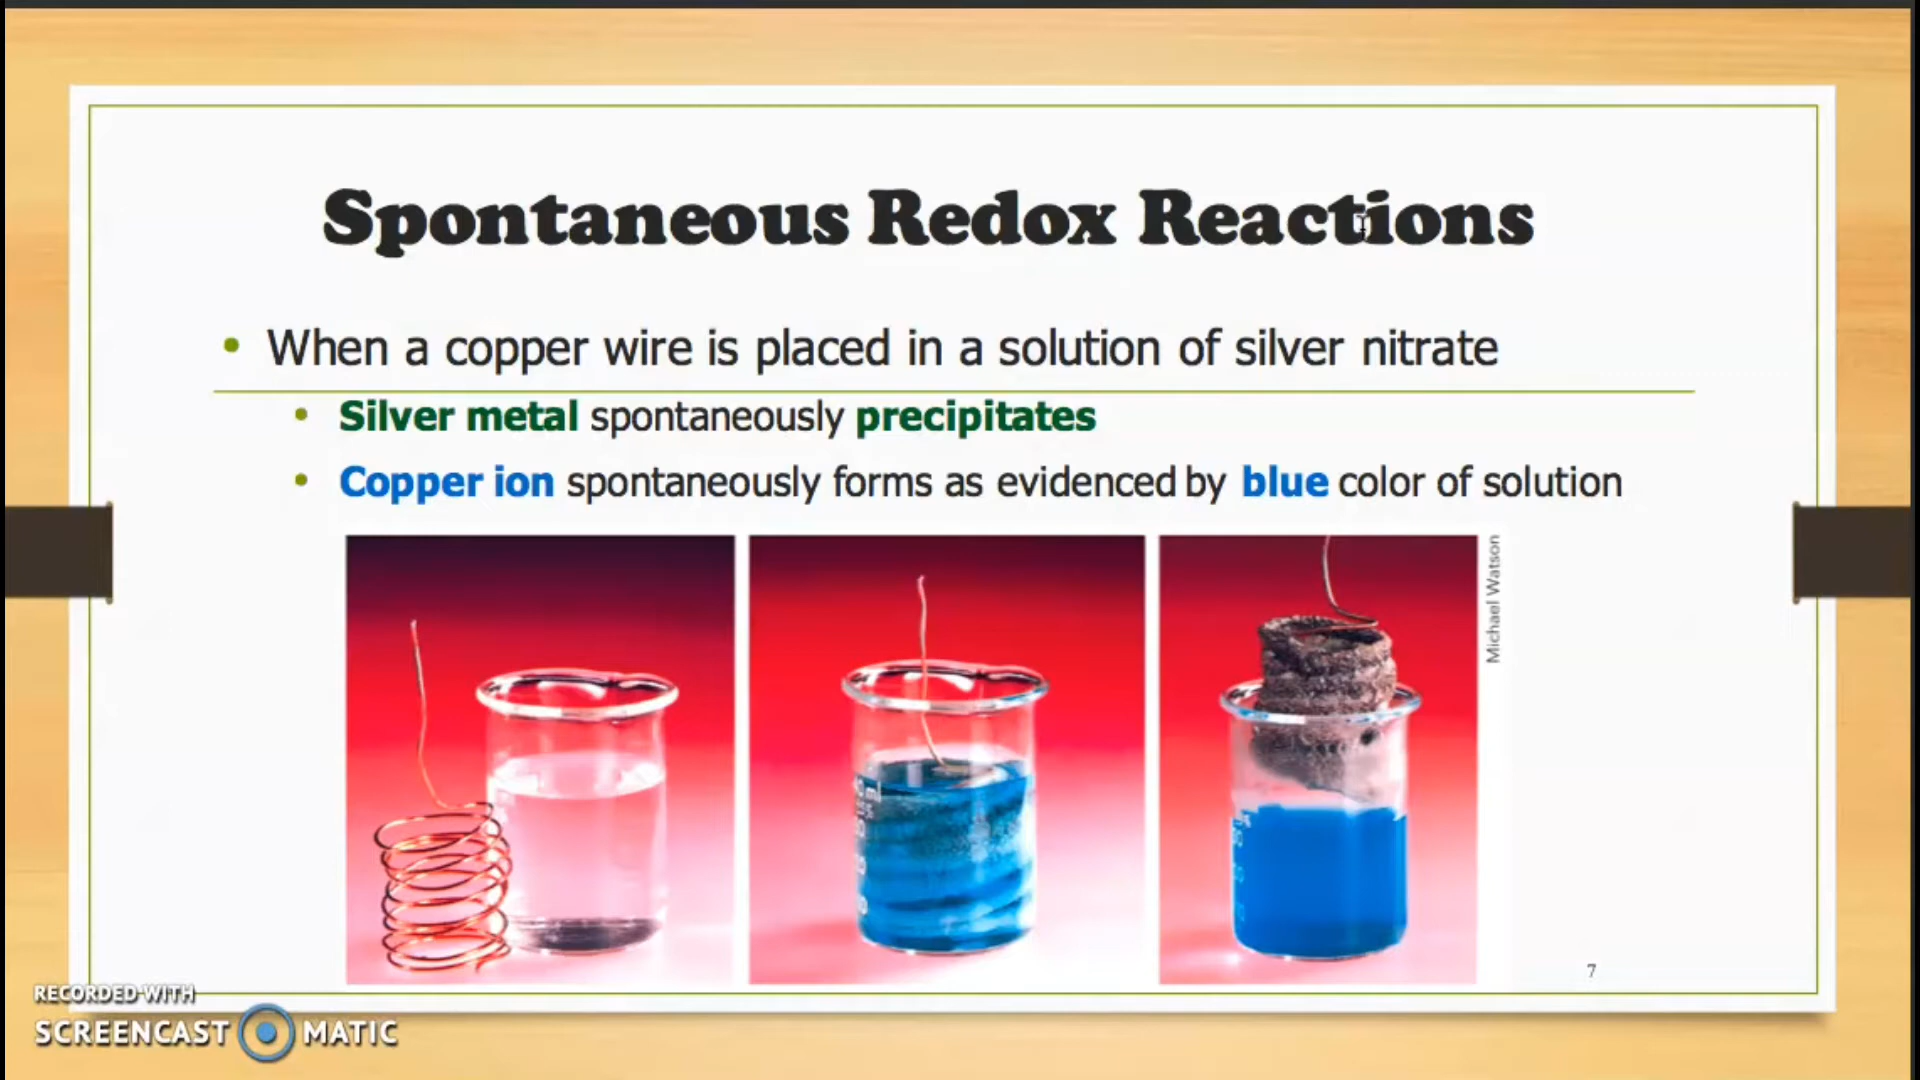 Spontaneous Redox Reactions
• When a copper wire is placed in a solution of silver nitrate
• Silver metal spontaneously precipitates
• Copper ion spontaneously forms as evidenced by blue color of solution
Michael Watson
7
RECORDED WITH
SCREENCAST MATIC